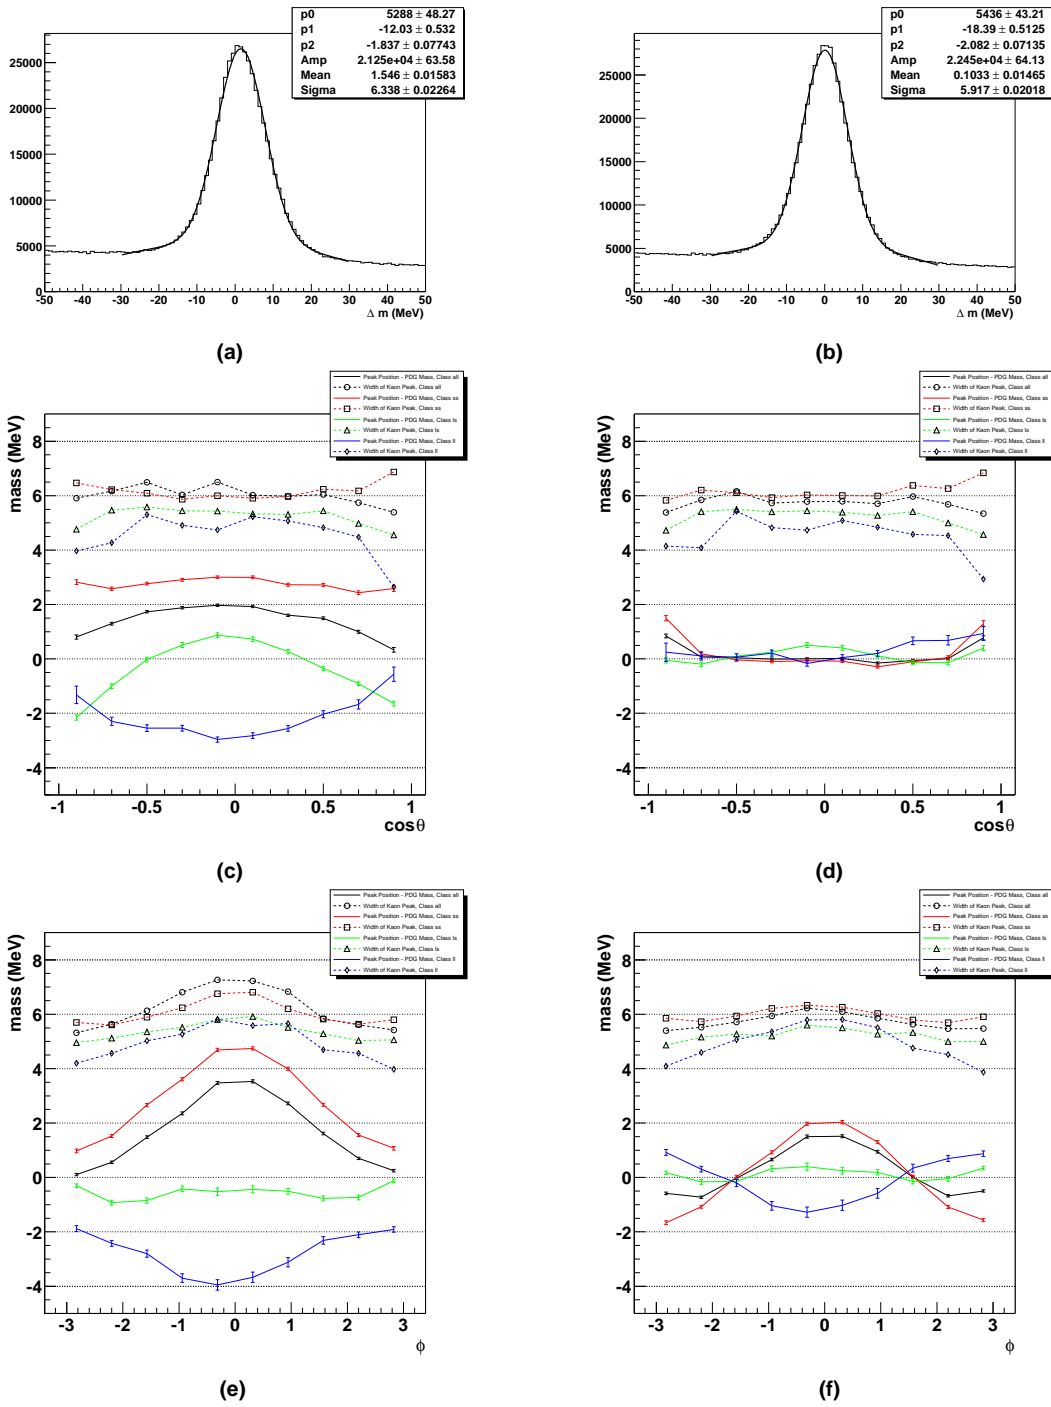 p0 5288 ± 48.27
p1 -12.03 ± 0.532
p2 -1.837 ± 0.07743
Amp 2.125e+04 ± 63.58
Mean 1.546 ± 0.01583
Sigma 6.338 ± 0.02264
25000
20000
15000
10000
5000
0
-50 -40 -30 -20 -10 0 10 20 30 40 50
Δ m (MeV)
(a)
p0 5436 ± 43.21
p1 -18.39 ± 0.5125
p2 -2.082 ± 0.07135
Amp 2.245e+04 ± 64.13
Mean 0.1033 ± 0.01465
Sigma 5.917 ± 0.02018
25000
20000
15000
10000
5000
0
-50 -40 -30 -20 -10 0 10 20 30 40 50
Δ m (MeV)
(b)
Peak Position - PDG Mass, Class all
Width of Kaon Peak, Class all
Peak Position - PDG Mass, Class ss
Width of Kaon Peak, Class ss
Peak Position - PDG Mass, Class ls
Width of Kaon Peak, Class ls
Peak Position - PDG Mass, Class ll
Width of Kaon Peak, Class ll
mass (MeV)
8
6
4
2
0
-2
-4
-1 -0.5 0 0.5 1
cosθ
(c)
Peak Position - PDG Mass, Class all
Width of Kaon Peak, Class all
Peak Position - PDG Mass, Class ss
Width of Kaon Peak, Class ss
Peak Position - PDG Mass, Class ls
Width of Kaon Peak, Class ls
Peak Position - PDG Mass, Class ll
Width of Kaon Peak, Class ll
mass (MeV)
8
6
4
2
0
-2
-4
-1 -0.5 0 0.5 1
cosθ
(d)
Peak Position - PDG Mass, Class all
Width of Kaon Peak, Class all
Peak Position - PDG Mass, Class ss
Width of Kaon Peak, Class ss
Peak Position - PDG Mass, Class ls
Width of Kaon Peak, Class ls
Peak Position - PDG Mass, Class ll
Width of Kaon Peak, Class ll
mass (MeV)
8
6
4
2
0
-2
-4
-3 -2 -1 0 1 2 3
ϕ
(e)
Peak Position - PDG Mass, Class all
Width of Kaon Peak, Class all
Peak Position - PDG Mass, Class ss
Width of Kaon Peak, Class ss
Peak Position - PDG Mass, Class ls
Width of Kaon Peak, Class ls
Peak Position - PDG Mass, Class ll
Width of Kaon Peak, Class ll
mass (MeV)
8
6
4
2
0
-2
-4
-3 -2 -1 0 1 2 3
ϕ
(f)